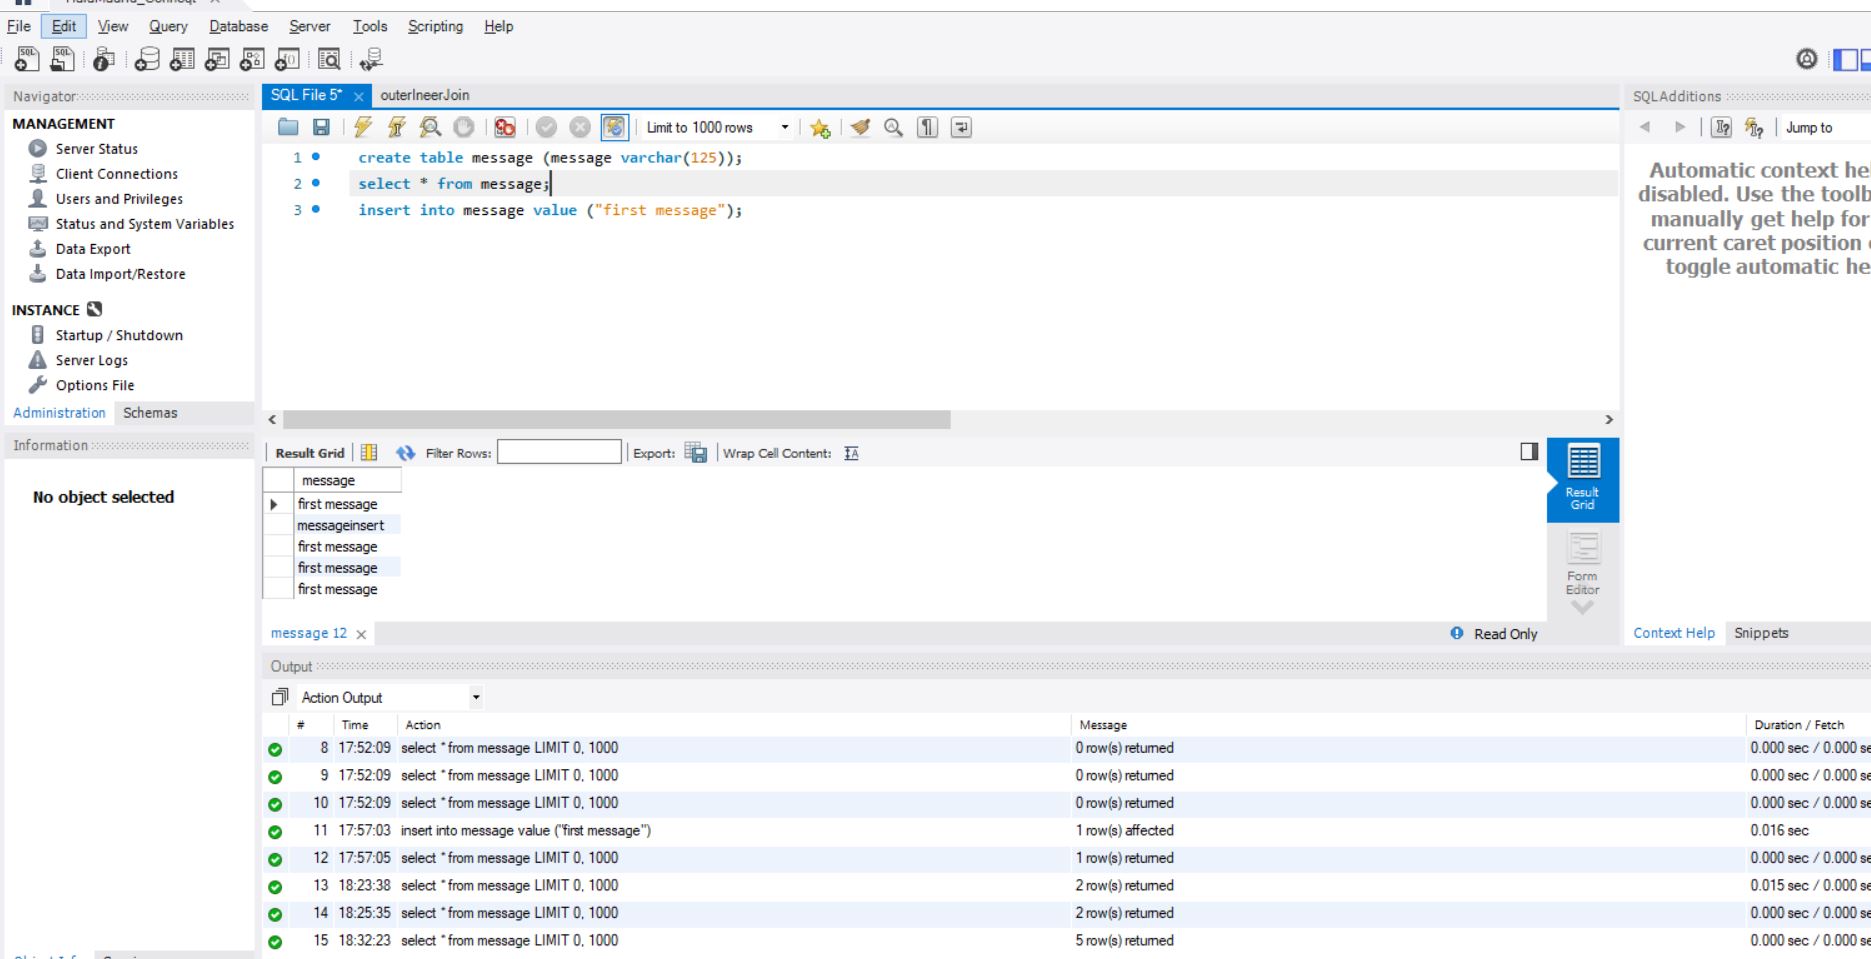 File Edit View Query Database Server Tools Scripting Help
Navigator
MANAGEMENT
Server Status
Client Connections
Users and Privileges
Status and System Variables
Data Export
Data Import/Restore
INSTANCE
Startup / Shutdown
Server Logs
Options File
Administration Schemas
Information
No object selected
SQL File 5* outerIneerJoin
Limit to 1000 rows
1 create table message (message varchar(125));
2 select * from message;
3 insert into message value ("first message");
Result Grid Filter Rows: Export: Wrap Cell Content:
message
first message
messageinsert
first message
first message
first message
Result
Grid
Form
Editor
message 12 Read Only
SQLAdditions
Jump to
Automatic context
disabled. Use the
manually get help for
current caret position
toggle automatic
Context Help Snippets
Output
Action Output
# Time Action Message Duration / Fetch
8 17:52:09 select * from message LIMIT 0, 1000 0 row(s) returned 0.000 sec / 0.000
9 17:52:09 select * from message LIMIT 0, 1000 0 row(s) returned 0.000 sec / 0.000
10 17:52:09 select * from message LIMIT 0, 1000 0 row(s) returned 0.000 sec / 0.000
11 17:57:03 insert into message value ("first message") 1 row(s) affected 0.016 sec
12 17:57:05 select * from message LIMIT 0, 1000 1 row(s) returned 0.000 sec / 0.000
13 18:23:38 select * from message LIMIT 0, 1000 2 row(s) returned 0.015 sec / 0.000
14 18:25:35 select * from message LIMIT 0, 1000 2 row(s) returned 0.000 sec / 0.000
15 18:32:23 select * from message LIMIT 0, 1000 5 row(s) returned 0.000 sec / 0.000